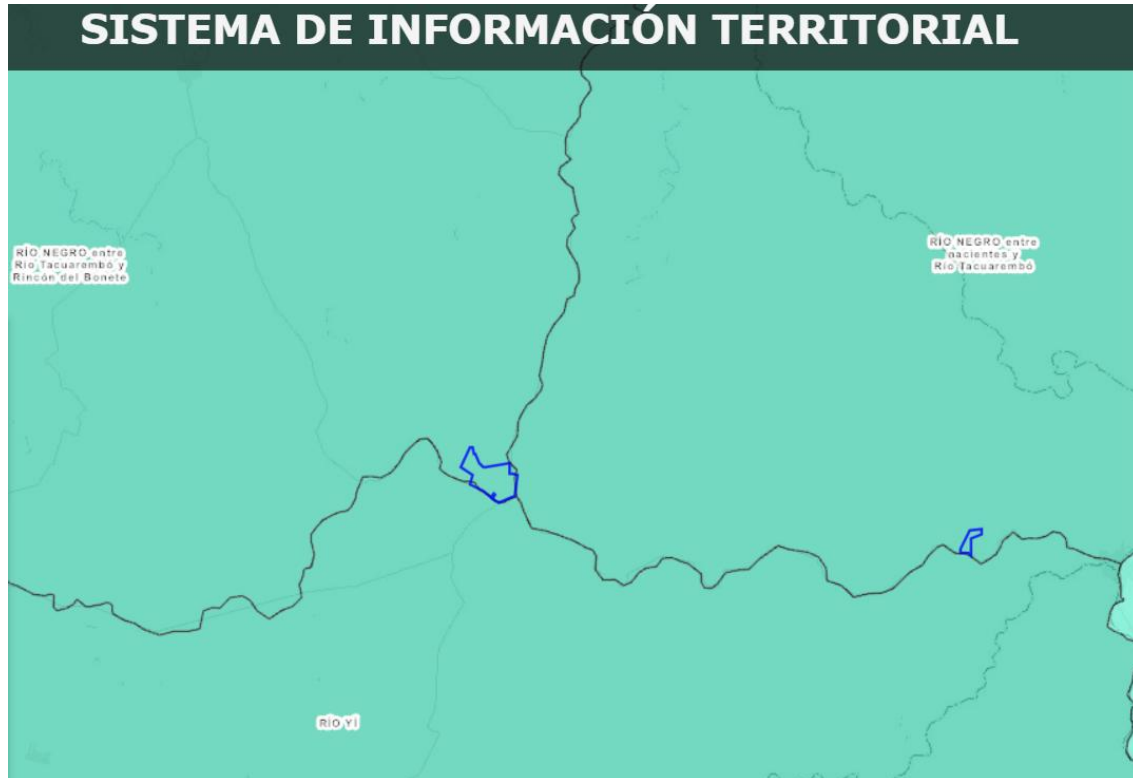 SISTEMA DE INFORMACIÓN TERRITORIAL
RÍO NEGRO entre
Río Tacuarembó y
Rincón del Bonete
RÍO NEGRO entre
nacientes y
Río Tacuarembó
RÍO YÍ